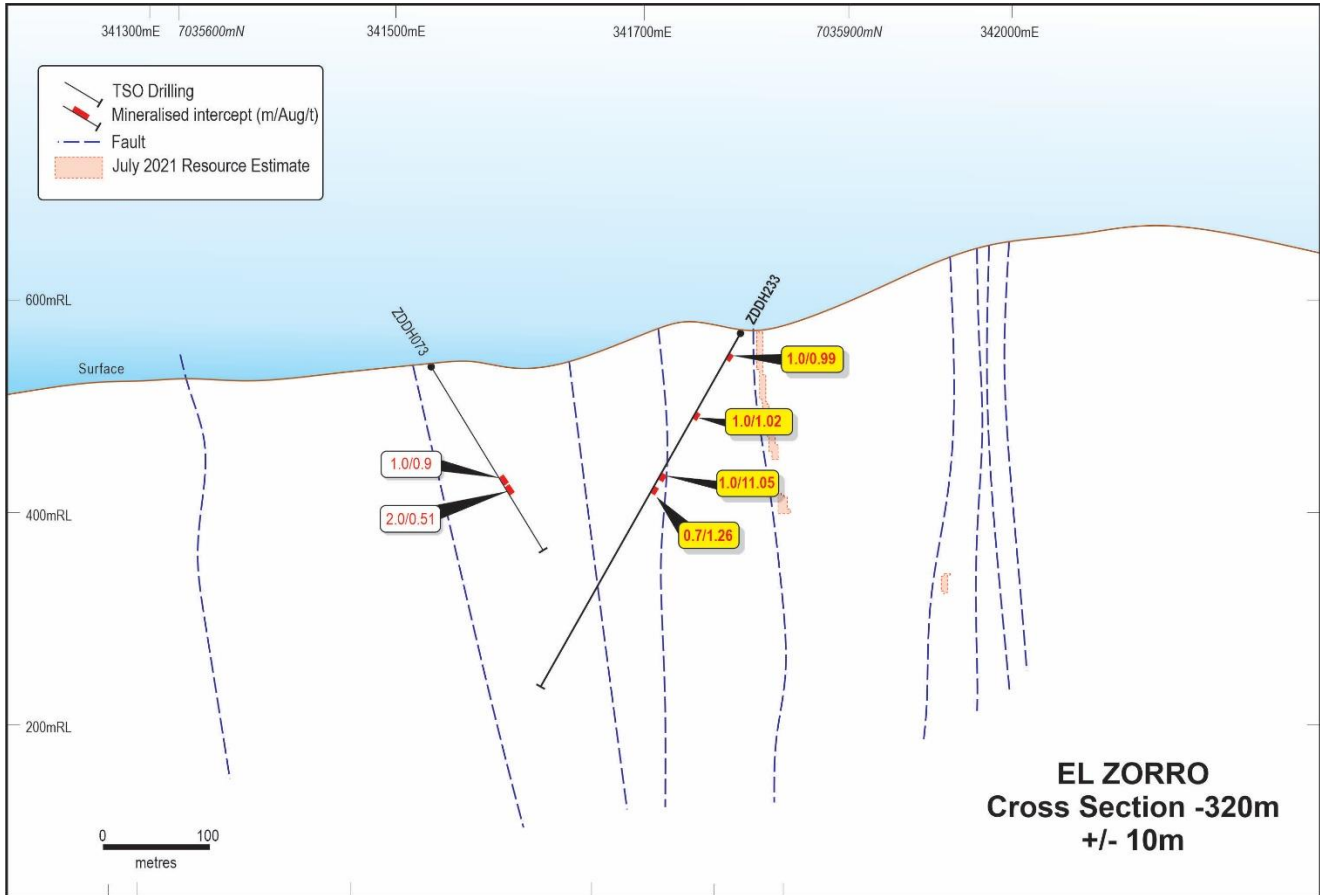 341300mE
7035600mN
341500mE
341700mE
7035900mN
342000mE
TSO Drilling
Mineralised intercept (m/Aug/t)
Fault
July 2021 Resource Estimate
600mRL
Surface
400mRL
200mRL
ZDDH073
ZDDH233
1.0/0.99
1.0/1.02
1.0/0.9
2.0/0.51
1.0/11.05
0.7/1.26
0
100
metres
EL ZORRO
Cross Section -320m
+/- 10m